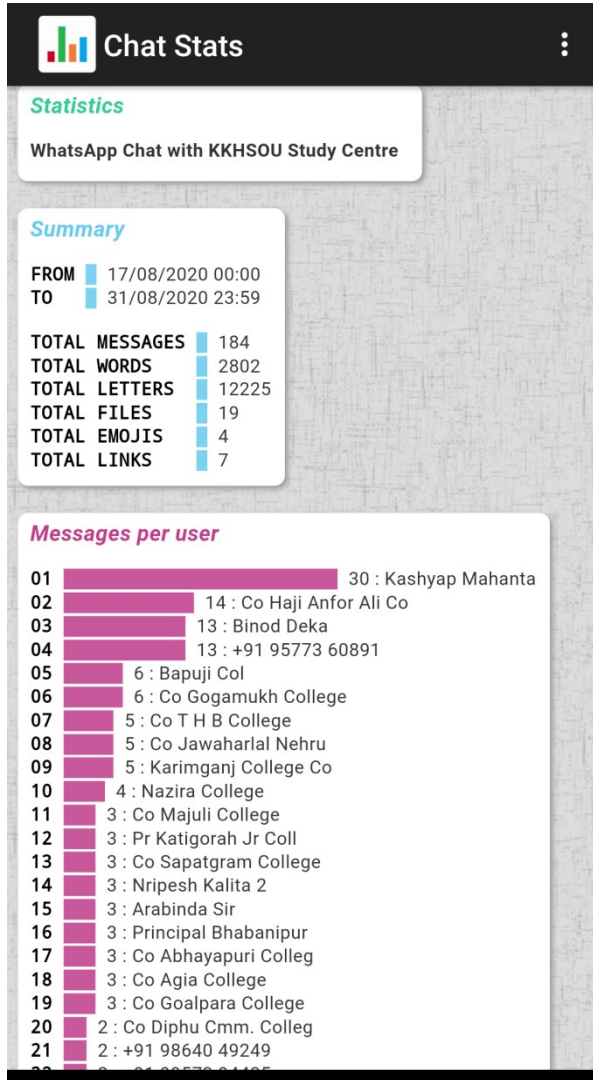 Chat Stats
Statistics
WhatsApp Chat with KKHSOU Study Centre
Summary
FROM 17/08/2020 00:00
TO 31/08/2020 23:59
TOTAL MESSAGES 184
TOTAL WORDS 2802
TOTAL LETTERS 12225
TOTAL FILES 19
TOTAL EMOJIS 4
TOTAL LINKS 7
Messages per user
01 30 : Kashyap Mahanta
02 14 : Co Haji Anfor Ali Co
03 13 : Binod Deka
04 13 : +91 95773 60891
05 6 : Bapuji Col
06 6 : Co Gogamukh College
07 5 : Co T H B College
08 5 : Co Jawaharlal Nehru
09 5 : Karimganj College Co
10 4 : Nazira College
11 3 : Co Majuli College
12 3 : Pr Katigorah Jr Coll
13 3 : Co Sapatgram College
14 3 : Nripesh Kalita 2
15 3 : Arabinda Sir
16 3 : Principal Bhabanipur
17 3 : Co Abhayapuri Colleg
18 3 : Co Agia College
19 3 : Co Goalpara College
20 2 : Co Diphu Cmm. Colleg
21 2 : +91 98640 49249